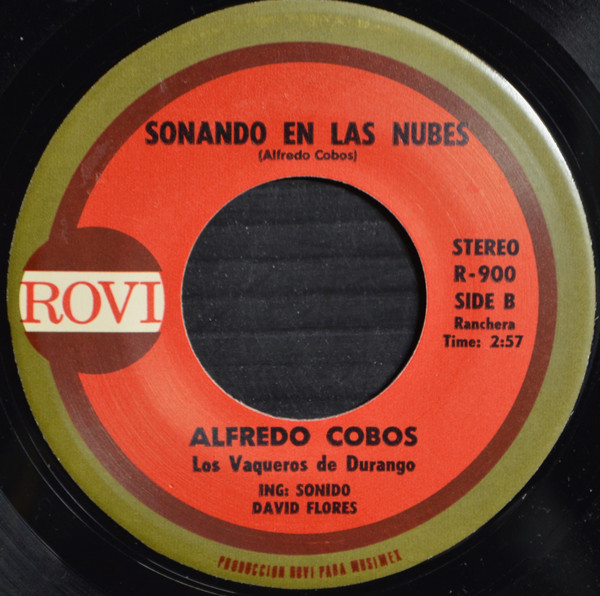 SONANDO EN LAS NUBES
(Alfredo Cobos)
ROVI
STEREO
R-900
SIDE B
Ranchera
Time: 2:57
ALFREDO COBOS
Los Vaqueros de Durango
ING: SONIDO
DAVID FLORES
PRODUCCION ROVI PARA MUSIMEX